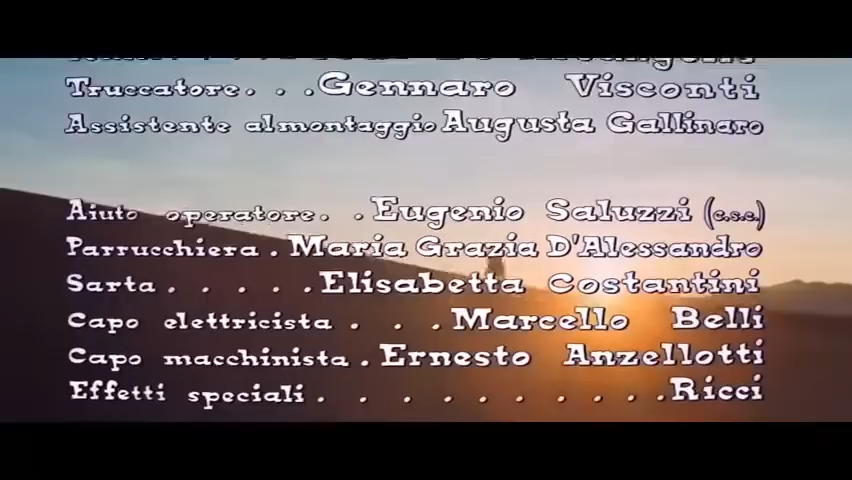 Truccatore. . .Gennaro Visconti
Assistente al montaggio Augusta Gallinaro
Aiuto operatore. . .Eugenio Saluzzi (c.s.c.)
Parrucchiera . Maria Grazia D'Alessandro
Sarta . . . . .Elisabetta Costantini
Capo elettricista . . .Marcello Belli
Capo macchinista .Ernesto Anzellotti
Effetti speciali . . . . . . . . . .Ricci